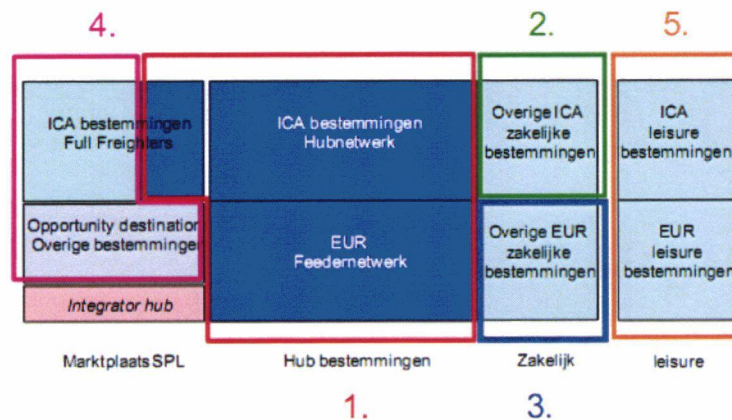 4.
2.
5.
ICA bestemmingen
Full Freighters
ICA bestemmingen
Hubnetwerk
Overige ICA
zakelijke
bestemmingen
ICA
leisure
bestemmingen
Opportunity destination
Overige bestemminger
EUR
Feedernetwerk
Overige EUR
zakelijke
bestemmingen
EUR
leisure
bestemmingen
Integrator hub
Marktplaats SPL
Hub bestemmingen
Zakelijk
leisure
1.
3.